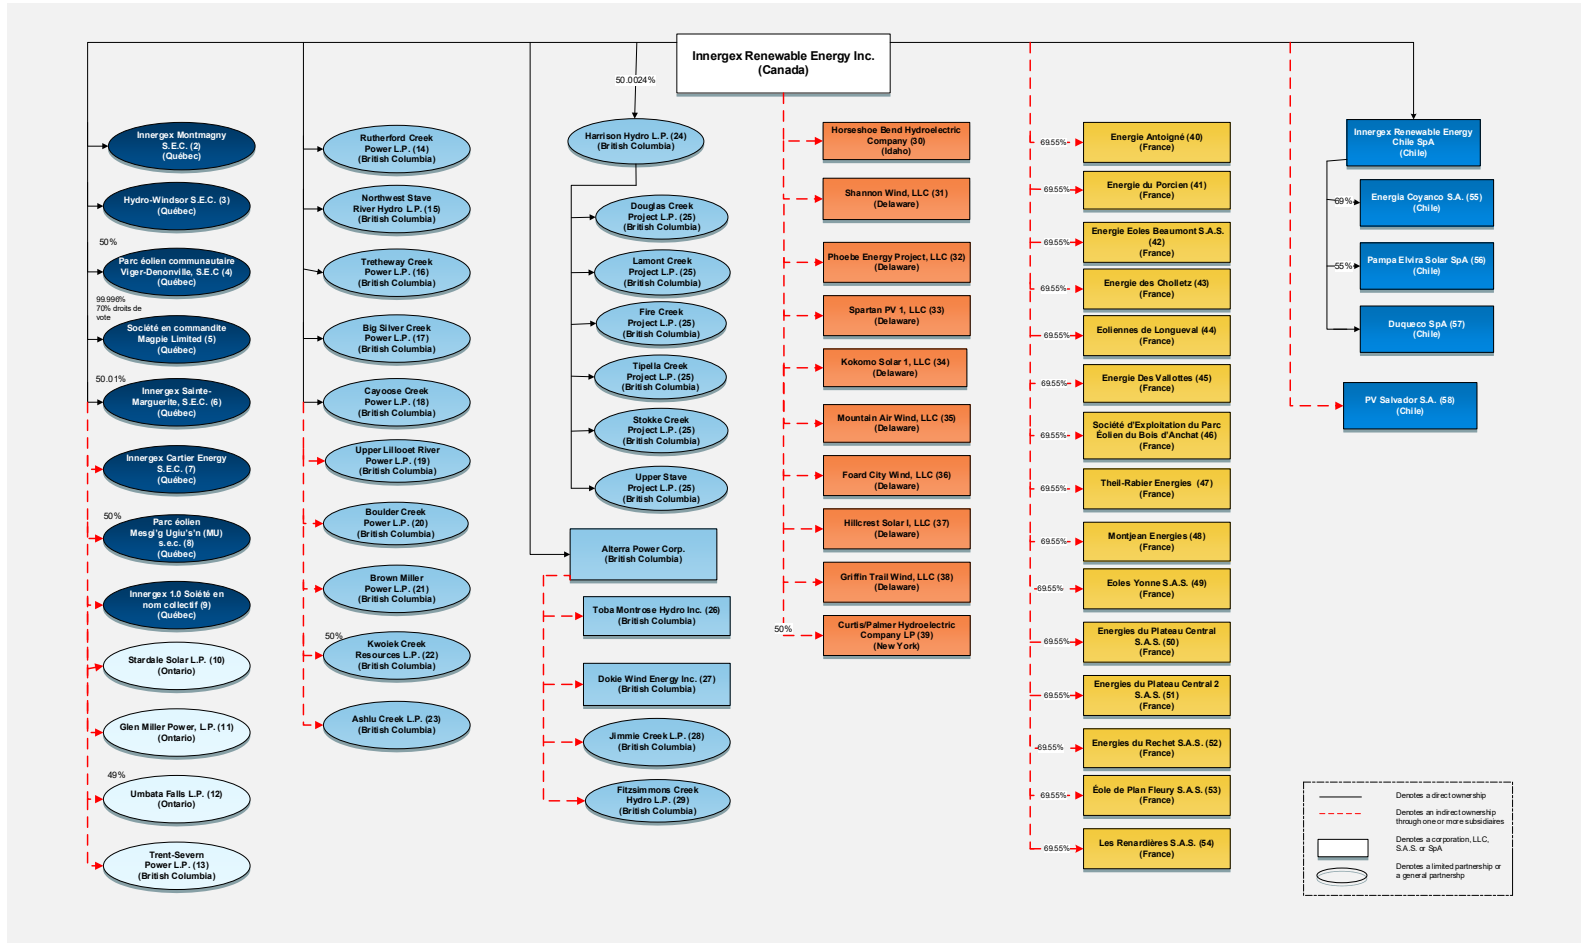 Innergex Renewable Energy Inc.
(Canada)
50.0024%
Innergex Montmagny
S.E.C. (2)
(Québec)
Hydro-Windsor S.E.C. (3)
(Québec)
50%
Parc éolien communautaire
Viger-Denonville, S.E.C (4)
(Québec)
99.996%
70% droits de
vote
Société en commandite
Magpie Limited (5)
(Québec)
50.01%
Innergex Sainte-
Marguerite, S.E.C. (6)
(Québec)
Innergex Cartier Energy
S.E.C. (7)
(Québec)
50%
Parc éolien
Mesgi'g Ugju's'n (MU)
s.e.c. (8)
(Québec)
Innergex 1.0 Soiété en
nom collectif (9)
(Québec)
Stardale Solar L.P. (10)
(Ontario)
Glen Miller Power, L.P. (11)
(Ontario)
49%
Umbata Falls L.P. (12)
(Ontario)
Trent-Severn
Power L.P. (13)
(British Columbia)
Rutherford Creek
Power L.P. (14)
(British Columbia)
Northwest Stave
River Hydro L.P. (15)
(British Columbia)
Tretheway Creek
Power L.P. (16)
(British Columbia)
Big Silver Creek
Power L.P. (17)
(British Columbia)
Cayoose Creek
Power L.P. (18)
(British Columbia)
Upper Lillooet River
Power L.P. (19)
(British Columbia)
Boulder Creek
Power L.P. (20)
(British Columbia)
Brown Miller
Power L.P. (21)
(British Columbia)
50%
Kwoiek Creek
Resources L.P. (22)
(British Columbia)
Ashlu Creek L.P. (23)
(British Columbia)
Harrison Hydro L.P. (24)
(British Columbia)
Douglas Creek
Project L.P. (25)
(British Columbia)
Lamont Creek
Project L.P. (25)
(British Columbia)
Fire Creek
Project L.P. (25)
(British Columbia)
Tipella Creek
Project L.P. (25)
(British Columbia)
Stokke Creek
Project L.P. (25)
(British Columbia)
Upper Stave
Project L.P. (25)
(British Columbia)
Alterra Power Corp.
(British Columbia)
Toba Montrose Hydro Inc. (26)
(British Columbia)
Dokie Wind Energy Inc. (27)
(British Columbia)
Jimmie Creek L.P. (28)
(British Columbia)
Fitzsimmons Creek
Hydro L.P. (29)
(British Columbia)
Horseshoe Bend Hydroelectric
Company (30)
(Idaho)
Shannon Wind, LLC (31)
(Delaware)
Phoebe Energy Project, LLC (32)
(Delaware)
Spartan PV 1, LLC (33)
(Delaware)
Kokomo Solar 1, LLC (34)
(Delaware)
Mountain Air Wind, LLC (35)
(Delaware)
Foard City Wind, LLC (36)
(Delaware)
Hillcrest Solar I, LLC (37)
(Delaware)
Griffin Trail Wind, LLC (38)
(Delaware)
50%
Curtis/Palmer Hydroelectric
Company LP (39)
(New York)
69.55%
Energie Antoigné (40)
(France)
69.55%
Energie du Porcien (41)
(France)
69.55%
Energie Eoles Beaumont S.A.S.
(42)
(France)
69.55%
Energie des Cholletz (43)
(France)
69.55%
Eoliennes de Longueval (44)
(France)
69.55%
Energie Des Vallottes (45)
(France)
69.55%
Société d'Exploitation du Parc
Éolien du Bois d'Anchat (46)
(France)
69.55%
Theil-Rabier Energies (47)
(France)
69.55%
Montjean Energies (48)
(France)
69.55%
Eoles Yonne S.A.S. (49)
(France)
69.55%
Energies du Plateau Central
S.A.S. (50)
(France)
69.55%
Energies du Plateau Central 2
S.A.S. (51)
(France)
69.55%
Energies du Rechet S.A.S. (52)
(France)
69.55%
Éole de Plan Fleury S.A.S. (53)
(France)
69.55%
Les Renardières S.A.S. (54)
(France)
Innergex Renewable Energy
Chile SpA
(Chile)
69%
Energia Coyanco S.A. (55)
(Chile)
55%
Pampa Elvira Solar SpA (56)
(Chile)
Duqueco SpA (57)
(Chile)
PV Salvador S.A. (58)
(Chile)
Denotes a direct ownership
Denotes an indirect ownership
through one or more subsidiaires
Denotes a corporation, LLC,
S.A.S. or SpA
Denotes a limited partnership or
a general partnershp